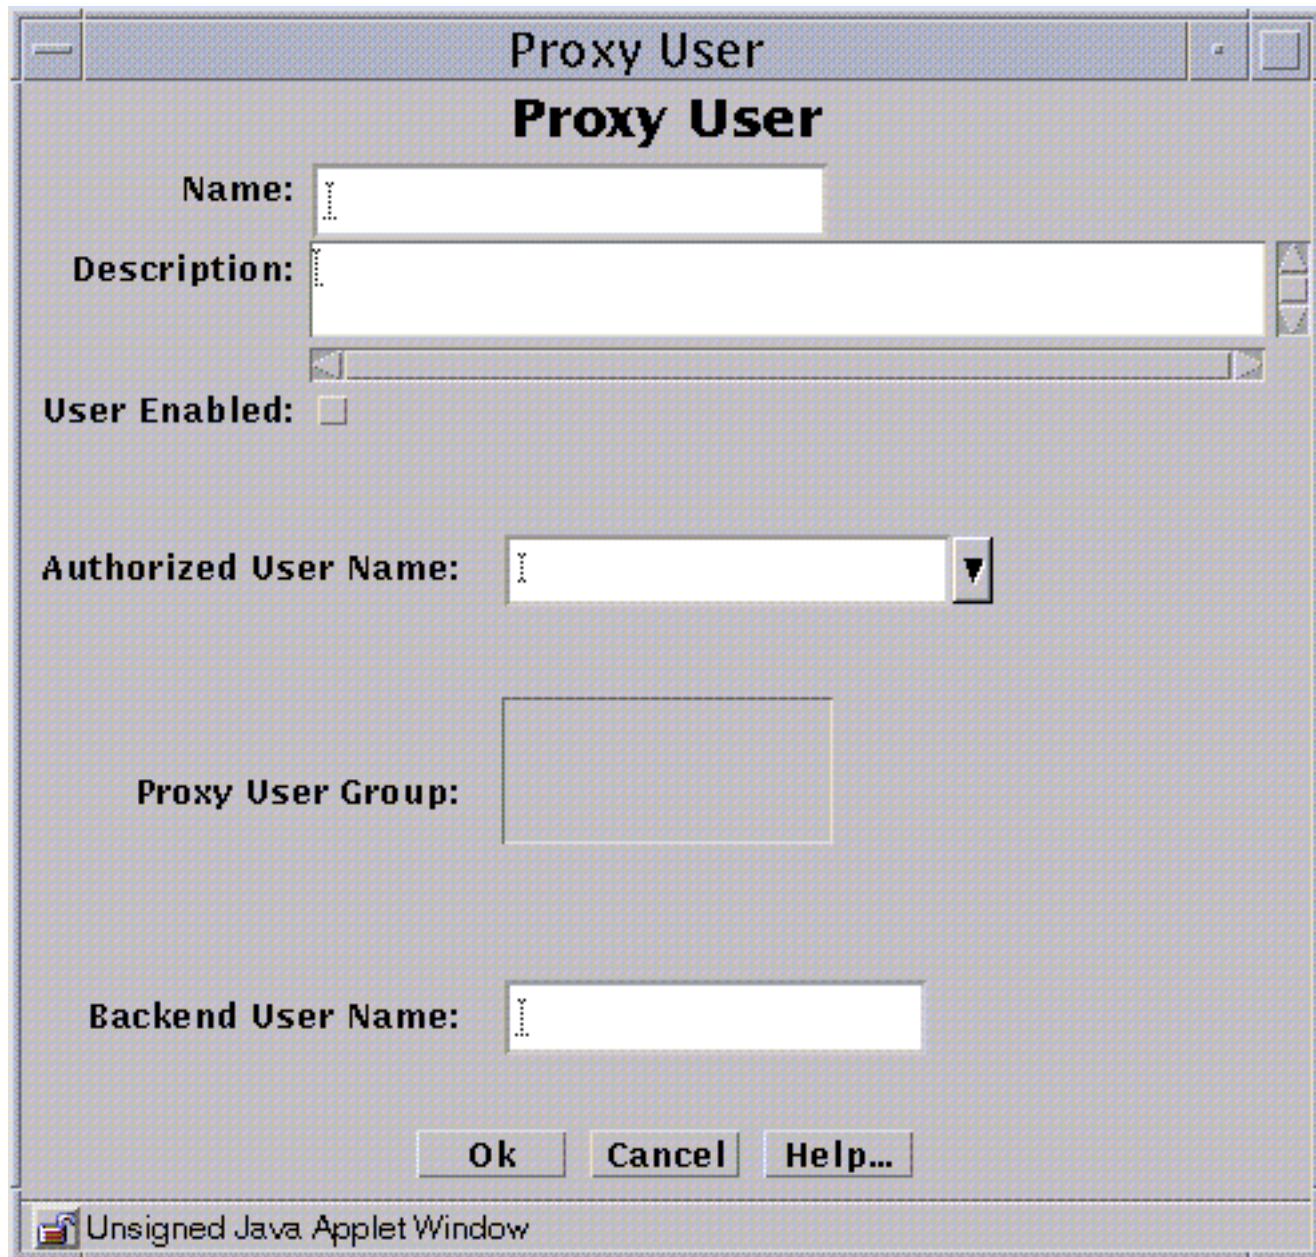 Proxy User
Proxy User
Name:
Description:
User Enabled:
Authorized User Name:
Proxy User Group:
Backend User Name:
Ok Cancel Help...
Unsigned Java Applet Window